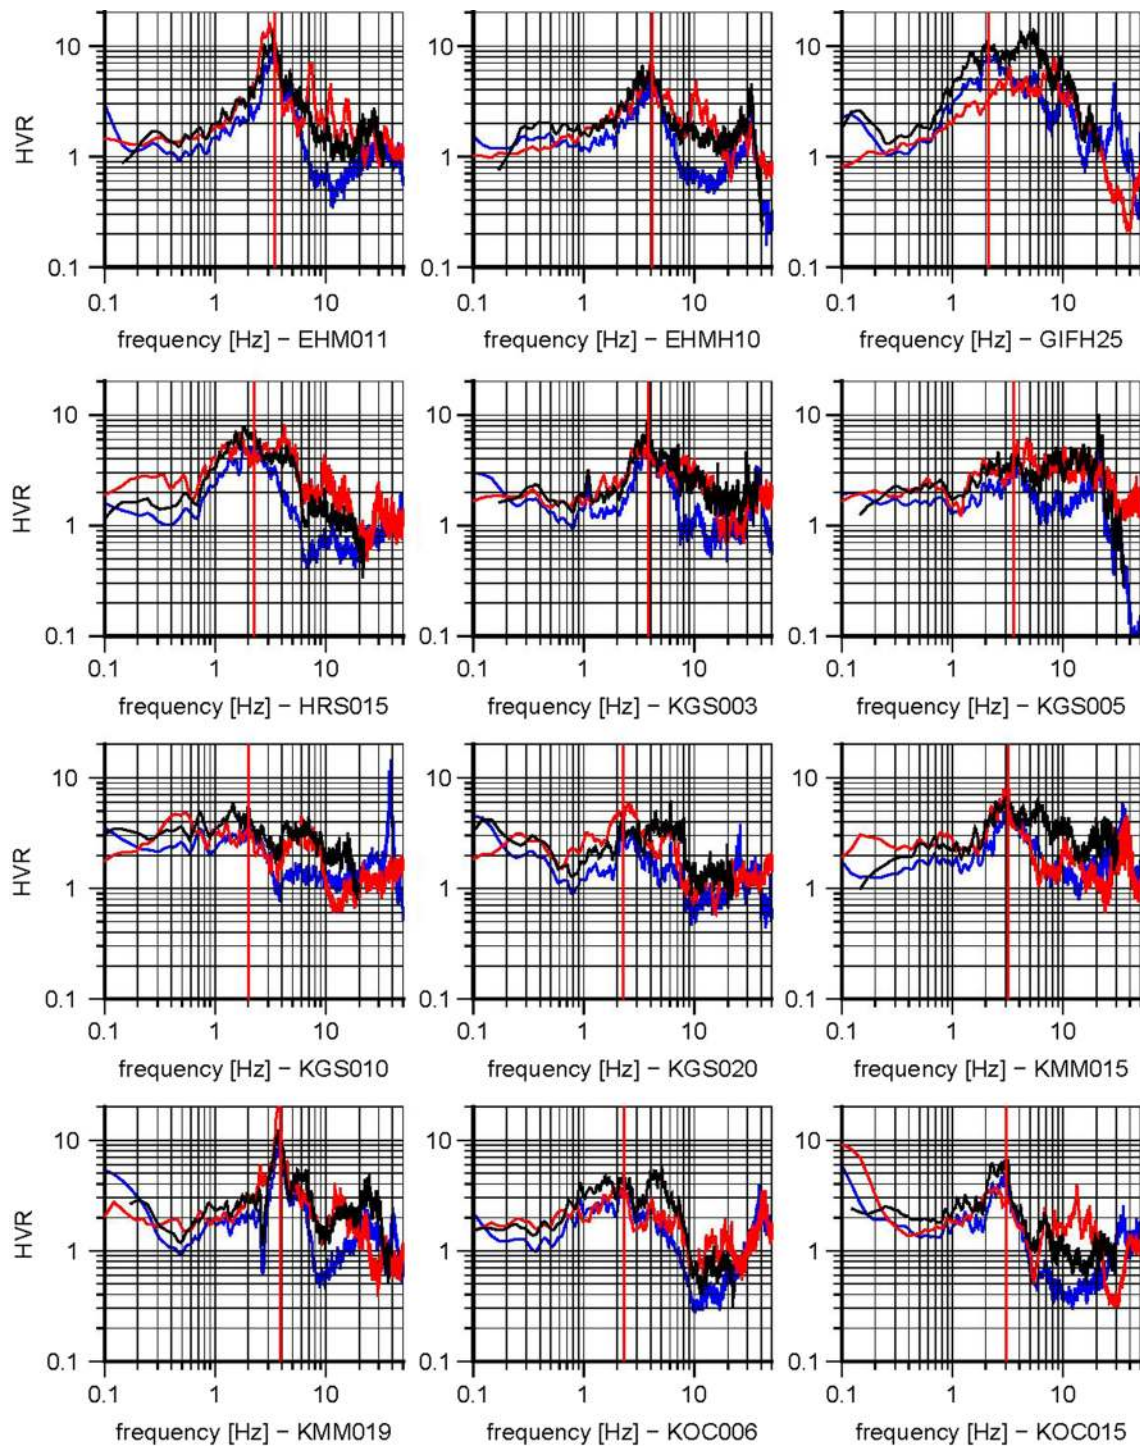 10 10 10
HVR 1 1 1
0.1 0.1 0.1
0.1 1 10 0.1 1 10 0.1 1 10
frequency [Hz] – EHM011 frequency [Hz] – EHMH10 frequency [Hz] – GIFH25
10 10 10
HVR 1 1 1
0.1 0.1 0.1
0.1 1 10 0.1 1 10 0.1 1 10
frequency [Hz] – HRS015 frequency [Hz] – KGS003 frequency [Hz] – KGS005
10 10 10
HVR 1 1 1
0.1 0.1 0.1
0.1 1 10 0.1 1 10 0.1 1 10
frequency [Hz] – KGS010 frequency [Hz] – KGS020 frequency [Hz] – KMM015
10 10 10
HVR 1 1 1
0.1 0.1 0.1
0.1 1 10 0.1 1 10 0.1 1 10
frequency [Hz] – KMM019 frequency [Hz] – KOC006 frequency [Hz] – KOC015